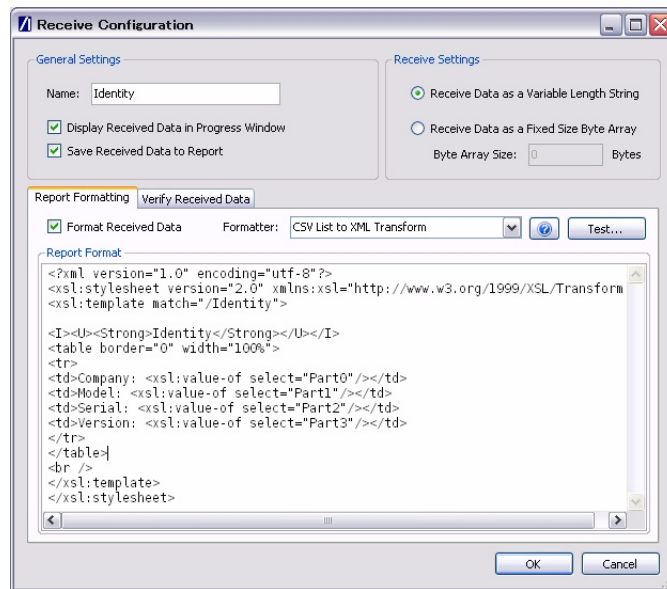 Receive Configuration
General Settings
Name: Identity
Display Received Data in Progress Window
Save Received Data to Report
Receive Settings
Receive Data as a Variable Length String
Receive Data as a Fixed Size Byte Array
Byte Array Size: 0 Bytes
Report Formatting Verify Received Data
Format Received Data Formatter: CSV List to XML Transform Test...
Report Format
<?xml version="1.0" encoding="utf-8"?>
<xsl:stylesheet version="2.0" xmlns:xsl="http://www.w3.org/1999/XSL/Transform
<xsl:template match="/Identity">
<I><U><Strong>Identity</Strong></U></I>
<table border="0" width="100%">
<tr>
<td>Company: <xsl:value-of select="Part0"/></td>
<td>Model: <xsl:value-of select="Part1"/></td>
<td>Serial: <xsl:value-of select="Part2"/></td>
<td>Version: <xsl:value-of select="Part3"/></td>
</tr>
</table>
<br />
</xsl:template>
</xsl:stylesheet>
OK Cancel